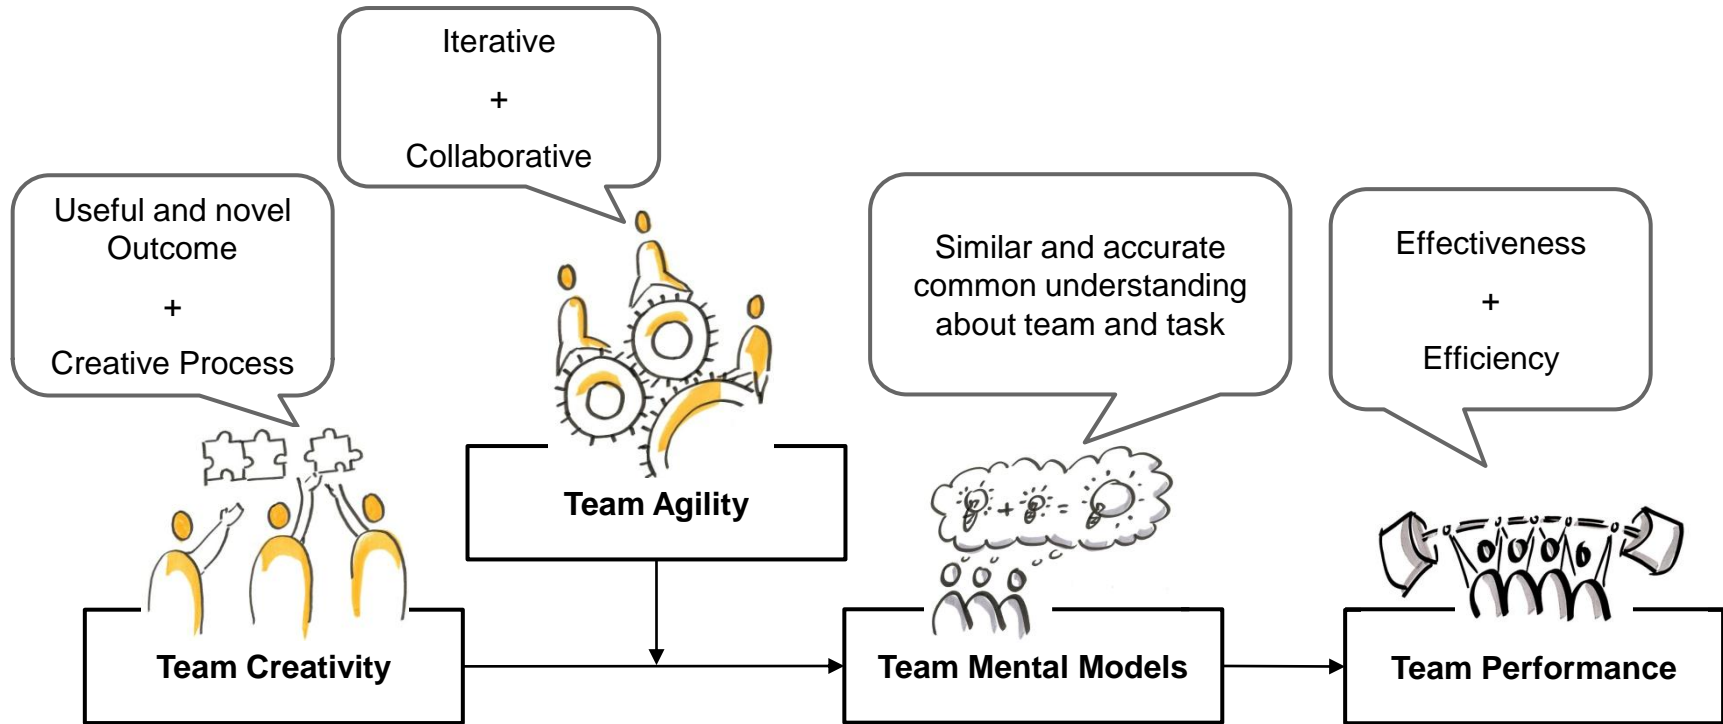 Iterative
+
Collaborative
Useful and novel
Outcome
+
Creative Process
Similar and accurate
common understanding
about team and task
Effectiveness
+
Efficiency
Team Agility
+ =
Team Creativity
Team Mental Models
Team Performance